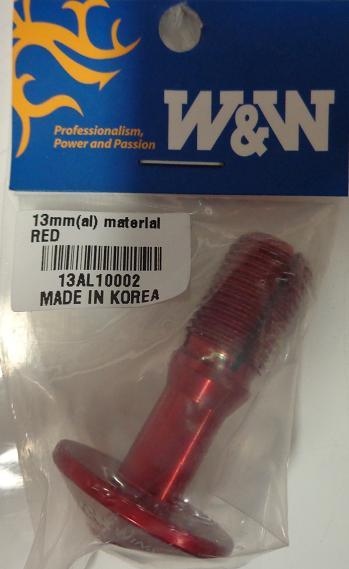 Professionalism,
Power and Passion
W&W
13mm(al) material
RED
13AL10002
MADE IN KOREA